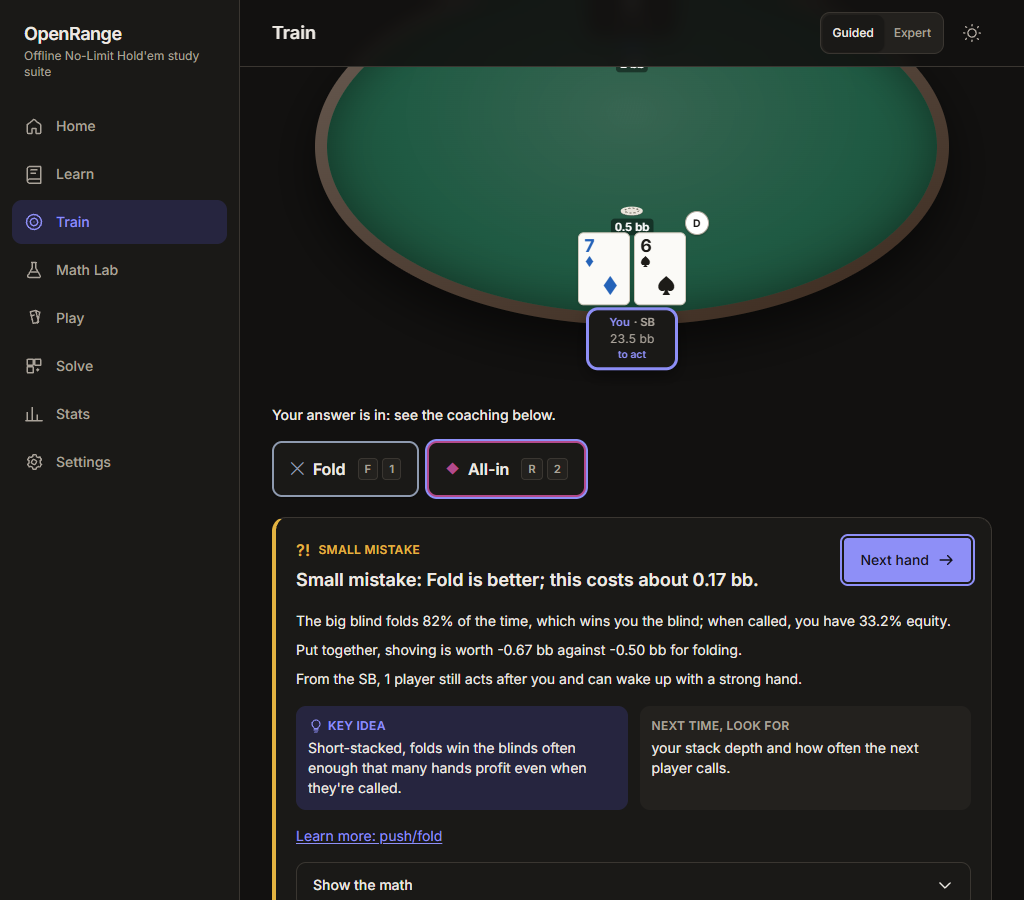 OpenRange
Offline No-Limit Hold'em study
suite
Home
Learn
Train
Math Lab
Play
Solve
Stats
Settings
Train
Guided
Expert
0.5 bb
D
7
6
You · SB
23.5 bb
to act
Your answer is in: see the coaching below.
Fold F 1
All-in R 2
?! SMALL MISTAKE
Small mistake: Fold is better; this costs about 0.17 bb.
Next hand
The big blind folds 82% of the time, which wins you the blind; when called, you have 33.2% equity.
Put together, shoving is worth -0.67 bb against -0.50 bb for folding.
From the SB, 1 player still acts after you and can wake up with a strong hand.
KEY IDEA
Short-stacked, folds win the blinds often
enough that many hands profit even when
they're called.
NEXT TIME, LOOK FOR
your stack depth and how often the next
player calls.
Learn more: push/fold
Show the math